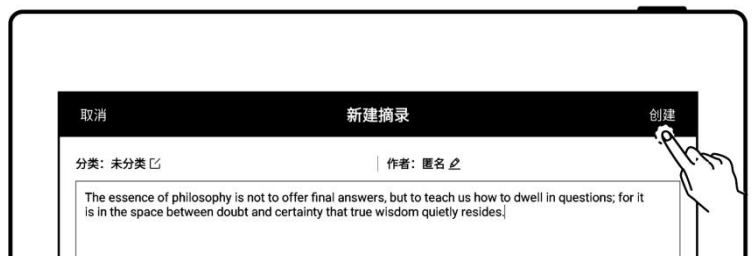 取消 新建摘录 创建
分类：未分类 作者：匿名
The essence of philosophy is not to offer final answers, but to teach us how to dwell in questions; for it
is in the space between doubt and certainty that true wisdom quietly resides.